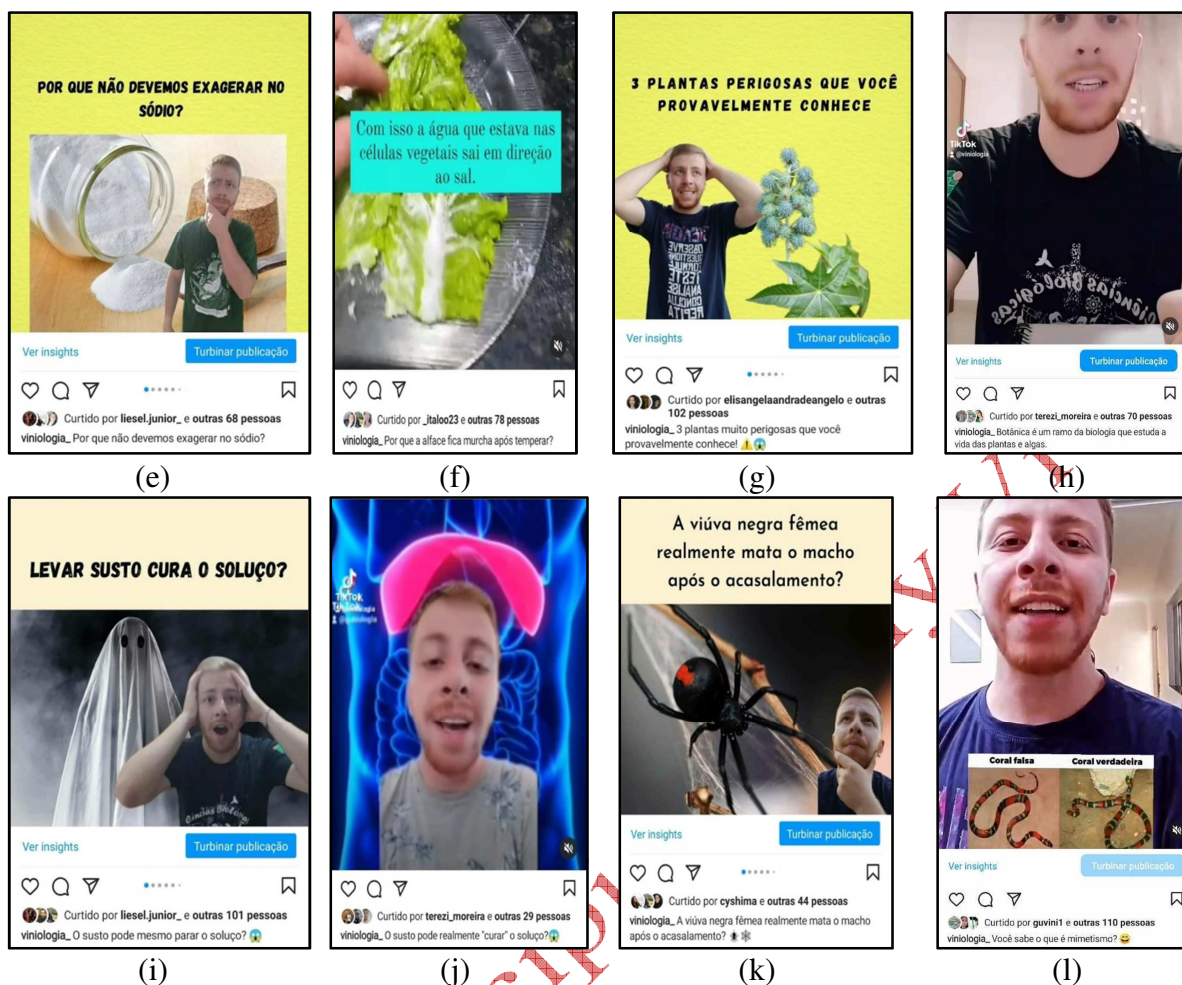 POR QUE NÃO DEVEMOS EXAGERAR NO
SÓDIO?
Ver insights
Turbinar publicação
Curtido por liesel.junior_ e outras 68 pessoas
viniologia_ Por que não devemos exagerar no sódio?
(e)
Com isso a água que estava nas
células vegetais sai em direção
ao sal.
Curtido por _italoo23 e outras 78 pessoas
viniologia_ Por que a alface fica murcha após temperar?
(f)
3 PLANTAS PERIGOSAS QUE VOCÊ
PROVAVELMENTE CONHECE
OBSERVE
TESTE
ANALISE
REPITA
Ver insights
Turbinar publicação
Curtido por elisangelaandradeangelo e outras
102 pessoas
viniologia_ 3 plantas muito perigosas que você
provavelmente conhece! ⚠️😱
(g)
TikTok
@viniologia
Ciências Biológicas
Ver insights
Turbinar publicação
Curtido por terezi_moreira e outras 70 pessoas
viniologia_ Botânica é um ramo da biologia que estuda a
vida das plantas e algas.
(h)
LEVAR SUSTO CURA O SOLUÇO?
Ver insights
Turbinar publicação
Curtido por liesel.junior_ e outras 101 pessoas
viniologia_ O susto pode mesmo parar o soluço? 😱
(i)
TikTok
Curtido por terezi_moreira e outras 29 pessoas
viniologia_ O susto pode realmente "curar" o soluço?😱
(j)
A viúva negra fêmea
realmente mata o macho
após o acasalamento?
Ver insights
Turbinar publicação
Curtido por cyshima e outras 44 pessoas
viniologia_ A viúva negra fêmea realmente mata o macho
após o acasalamento? 🕷🕸
(k)
Coral falsa
Coral verdadeira
Ver insights
Turbinar publicação
Curtido por guvini1 e outras 110 pessoas
viniologia_ Você sabe o que é mimetismo? 😄
(l)